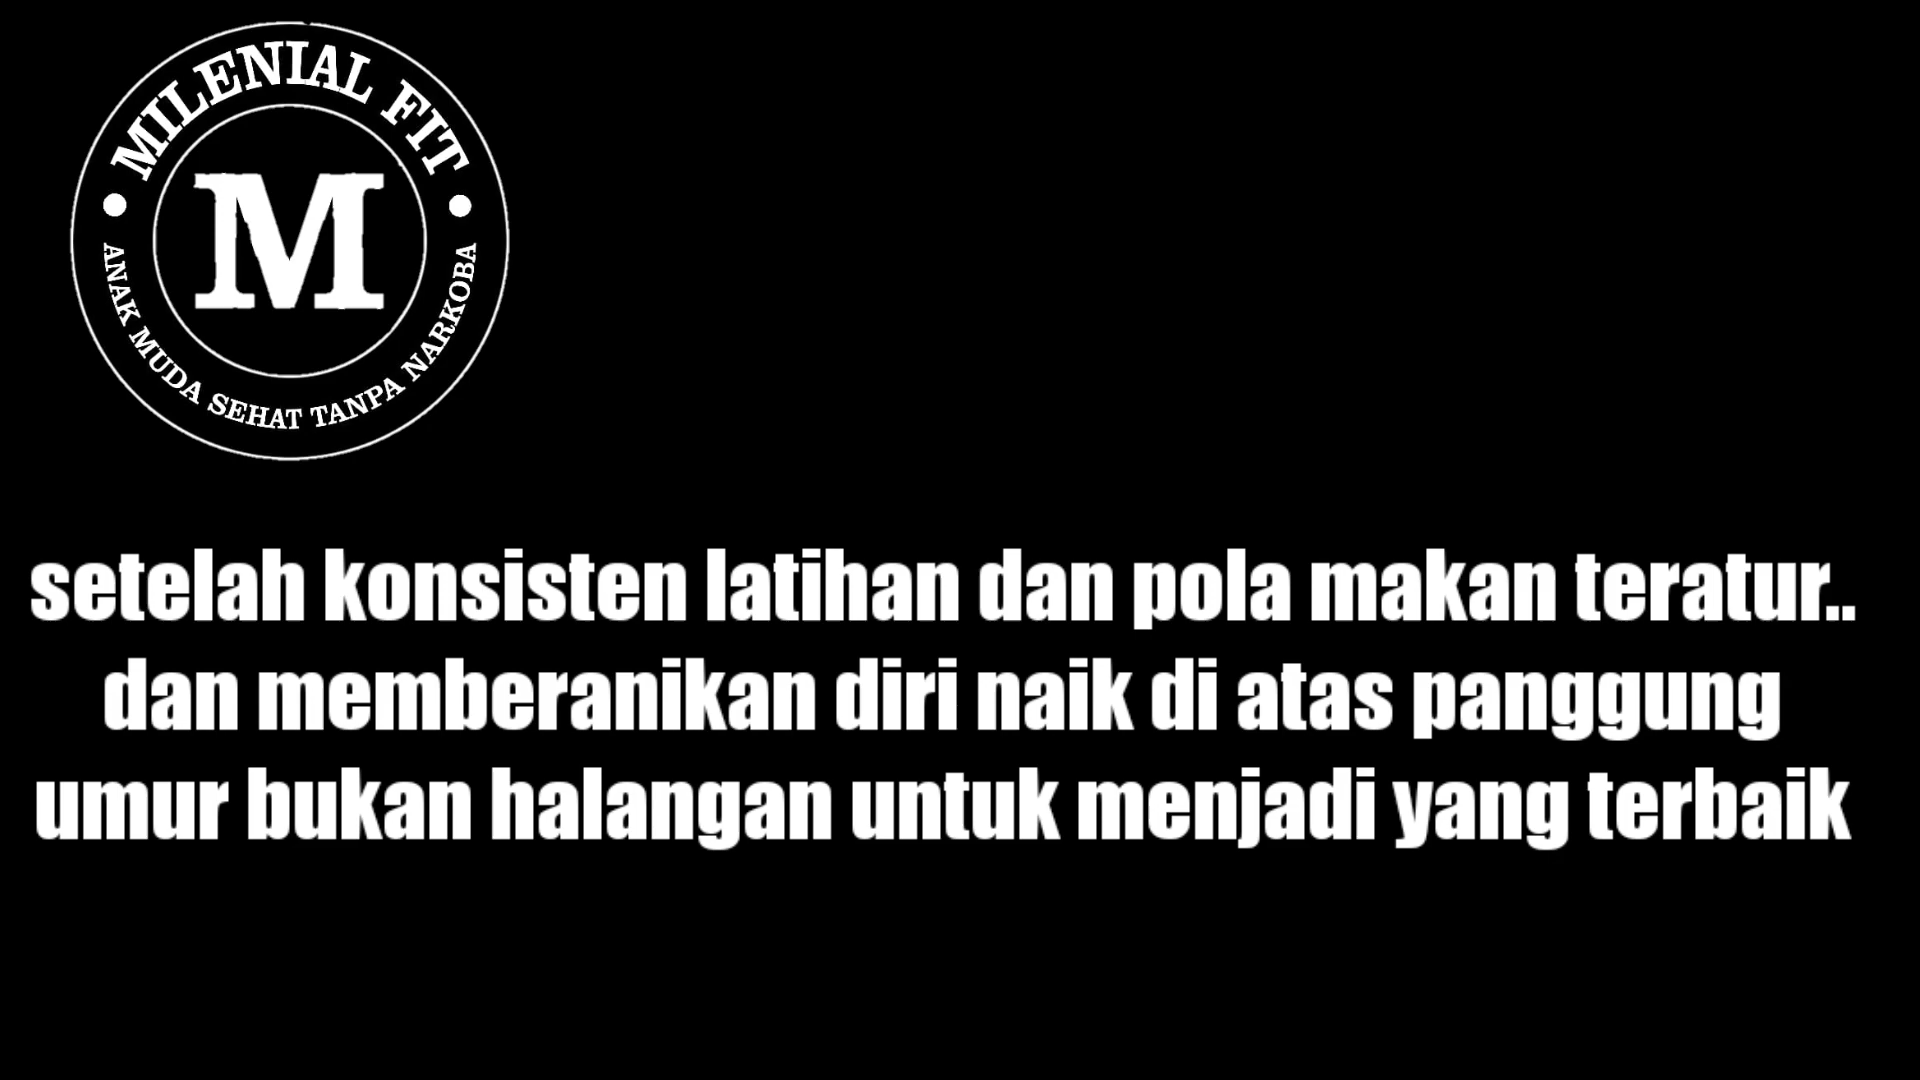 MILENIAL FIT
M
ANAK MUDA SEHAT TANPA NARKOBA
setelah konsisten latihan dan pola makan teratur..
dan memberanikan diri naik di atas panggung
umur bukan halangan untuk menjadi yang terbaik